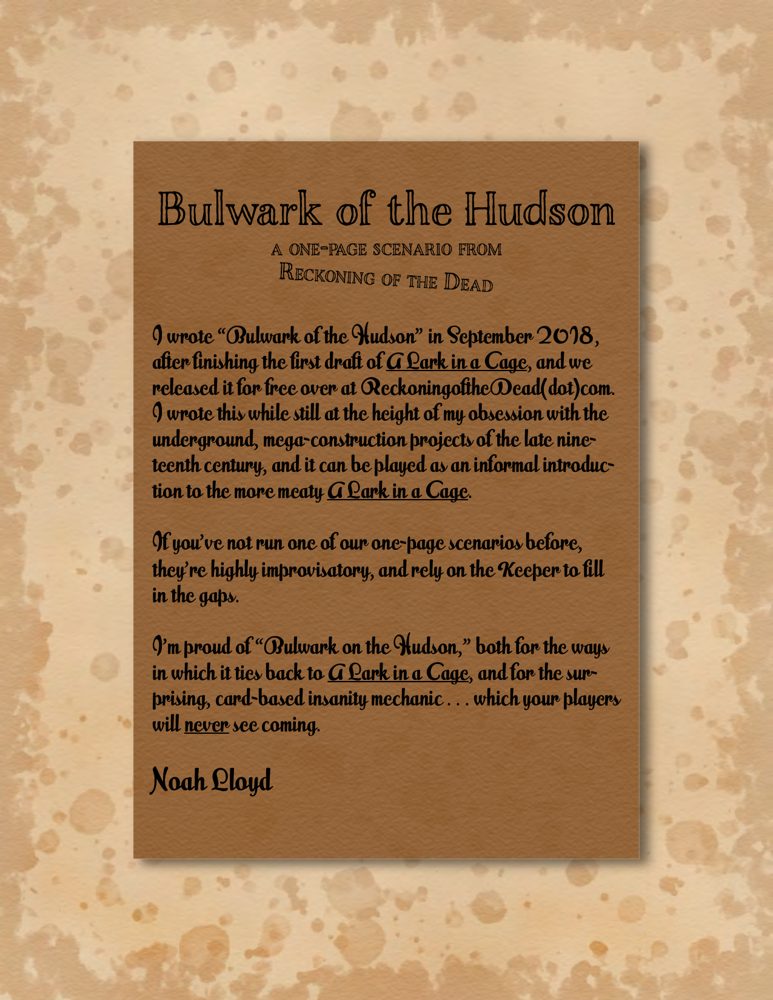 Bulwark of the Hudson
A ONE-PAGE SCENARIO FROM
RECKONING OF THE DEAD
I wrote “Bulwark of the Hudson” in September 2018,
after finishing the first draft of A Lark in a Cage, and we
released it for free over at ReckoningoftheDead(dot)com.
I wrote this while still at the height of my obsession with the
underground, mega-construction projects of the late nine-
teenth century, and it can be played as an informal introduc-
tion to the more meaty A Lark in a Cage.
If you’ve not run one of our one-page scenarios before,
they’re highly improvisatory, and rely on the Keeper to fill
in the gaps.
I’m proud of “Bulwark on the Hudson,” both for the ways
in which it ties back to A Lark in a Cage, and for the sur-
prising, card-based insanity mechanic . . . which your players
will never see coming.
Noah Lloyd